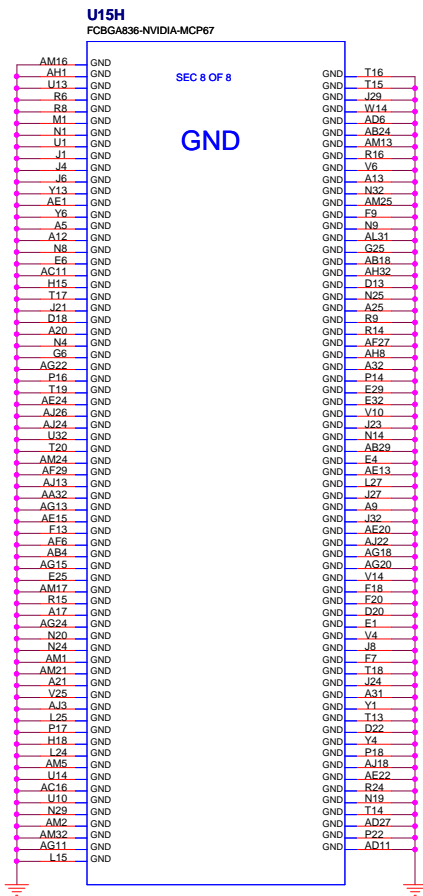 U15H
FCBGA836-NVIDIA-MCP67
SEC 8 OF 8
GND
AM16 GND
AH1 GND GND T16
U13 GND GND T15
R6 GND GND J29
R8 GND GND W14
M1 GND GND AD6
N1 GND GND AB24
U1 GND GND AM13
J1 GND GND R16
J4 GND GND V6
J6 GND GND A13
Y13 GND GND N32
AE1 GND GND AM25
Y6 GND GND F9
A5 GND GND N9
A12 GND GND AL31
N8 GND GND G25
E6 GND GND AB18
AC11 GND GND AH32
H15 GND GND D13
T17 GND GND N25
J21 GND GND A25
D18 GND GND R9
A20 GND GND R14
N4 GND GND AF27
G6 GND GND AH8
AG22 GND GND A32
P16 GND GND P14
T19 GND GND E29
AE24 GND GND E32
AJ26 GND GND V10
AJ24 GND GND J23
U32 GND GND N14
T20 GND GND AB29
AM24 GND GND E4
AF29 GND GND AE13
AJ13 GND GND L27
AA32 GND GND J27
AG13 GND GND A9
AE15 GND GND J32
F13 GND GND AE20
AF6 GND GND AJ22
AB4 GND GND AG18
AG15 GND GND AG20
E25 GND GND V14
AM17 GND GND F18
R15 GND GND F20
A17 GND GND D20
AG24 GND GND E1
N20 GND GND V4
N24 GND GND J8
AM1 GND GND F7
AM21 GND GND T18
A21 GND GND J24
V25 GND GND A31
AJ3 GND GND Y1
L25 GND GND T13
P17 GND GND D22
H18 GND GND Y4
L24 GND GND P18
AM5 GND GND AJ18
U14 GND GND AE22
AC16 GND GND R24
U10 GND GND N19
N29 GND GND T14
AM2 GND GND AD27
AM32 GND GND P22
AG11 GND GND AD11
L15 GND